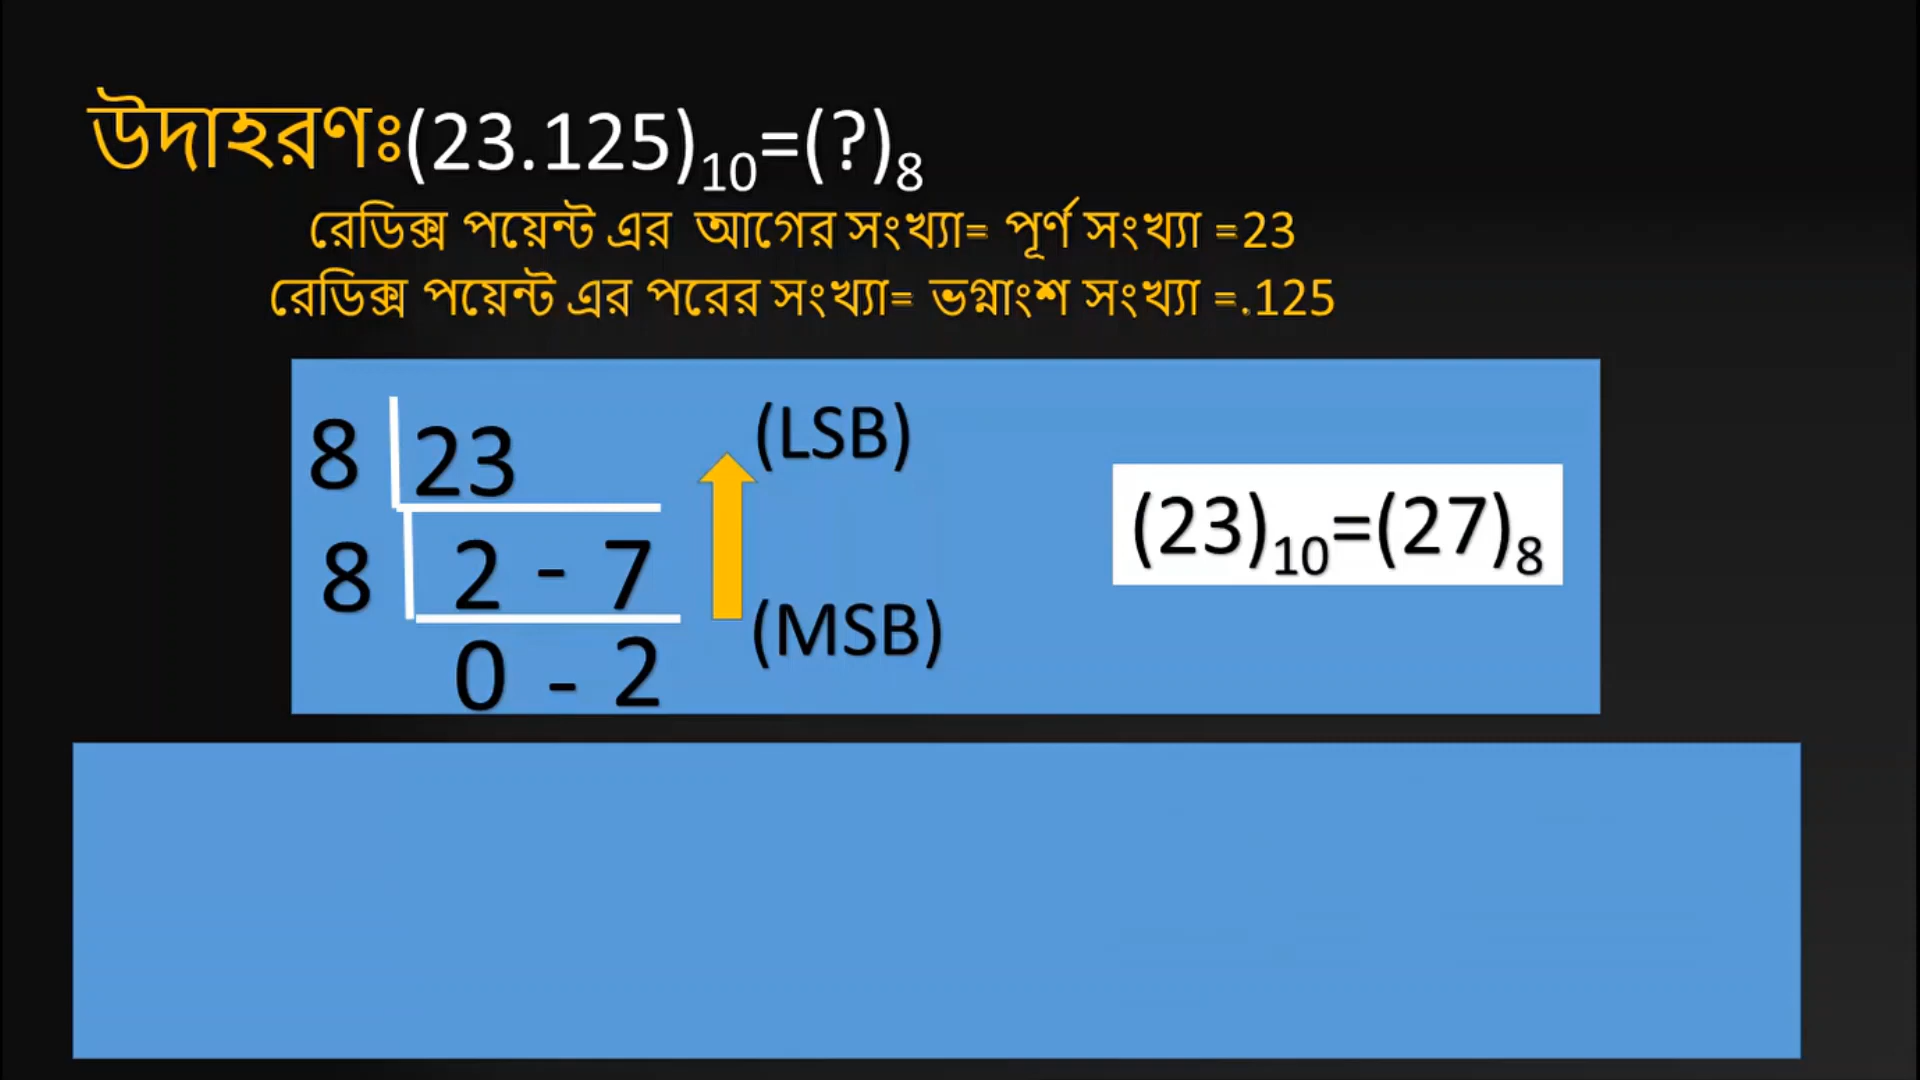 উদাহরণঃ(23.125)₁₀=(?)₈
রেডিক্স পয়েন্ট এর আগের সংখ্যা= পূর্ণ সংখ্যা =23
রেডিক্স পয়েন্ট এর পরের সংখ্যা= ভগ্নাংশ সংখ্যা =.125
8 23
(LSB)
8 2 - 7
0 - 2
(MSB)
(23)₁₀=(27)₈